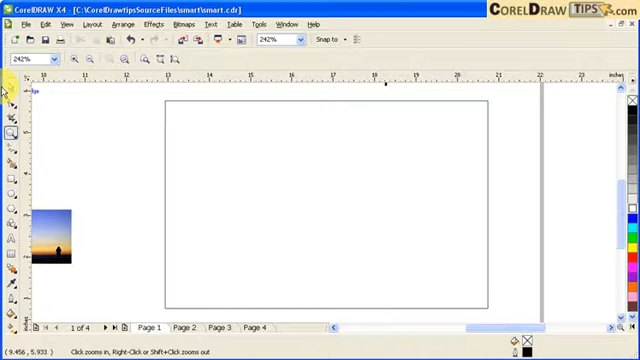 CorelDRAW X4 - [C:\CorelDrawtipsSourceFiles\smart\smart.cdr]
CORELDRAW TIPS.com
File Edit View Layout Arrange Effects Bitmaps Text Table Tools Window Help
242% Snap to
242%
10 11 12 13 14 15 16 17 18 19 20 21 22 23 inches
1 of 4 Page 1 Page 2 Page 3 Page 4
( 9.456 , 5.933 ) Click zooms in, Right-Click or Shift+Click zooms out